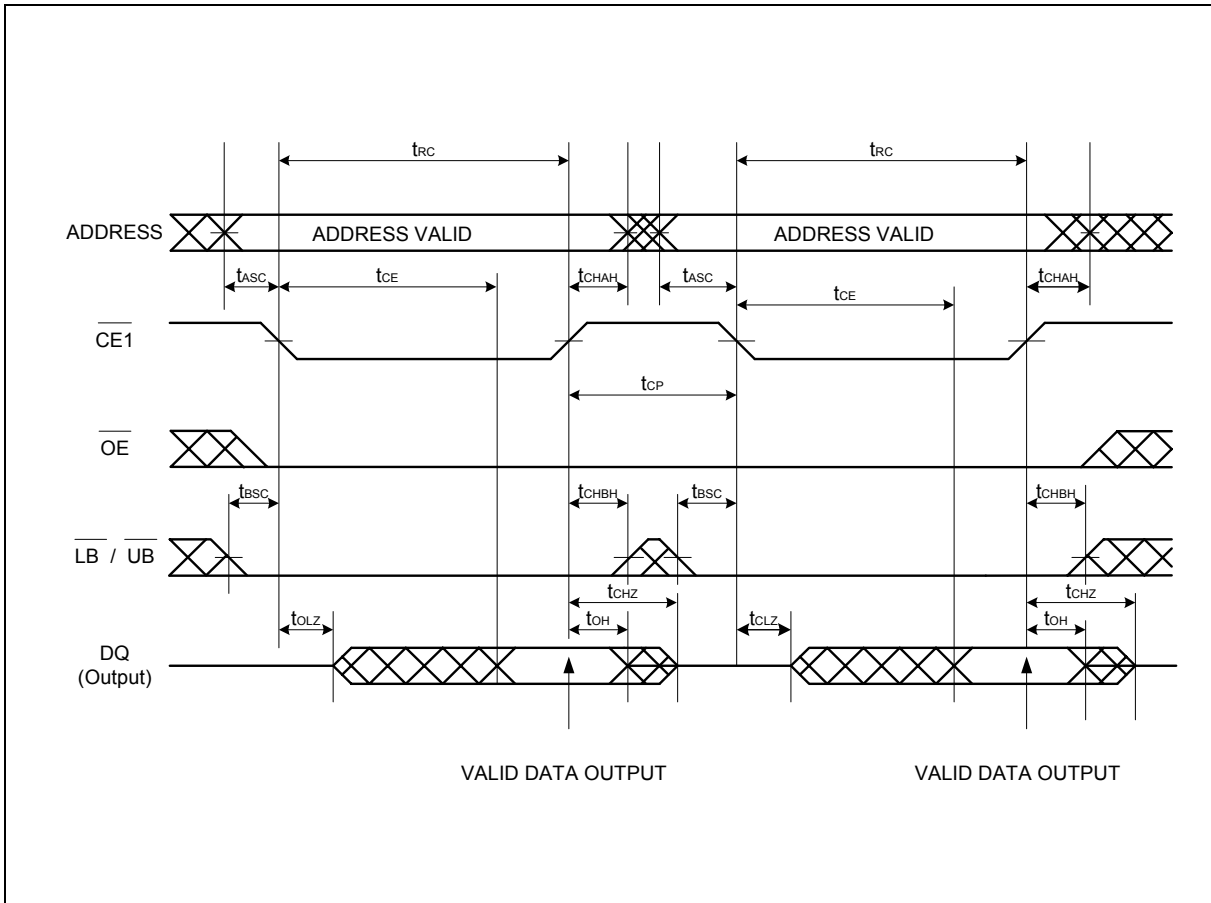 tRC tRC
ADDRESS ADDRESS VALID ADDRESS VALID
tASC tCE tCHAH tASC tCE tCHAH
CE1
tCP
OE
tBSC tCHBH tBSC tCHBH
LB / UB
tCHZ tCHZ
tOLZ tOH tCLZ tOH
DQ
(Output)
VALID DATA OUTPUT VALID DATA OUTPUT